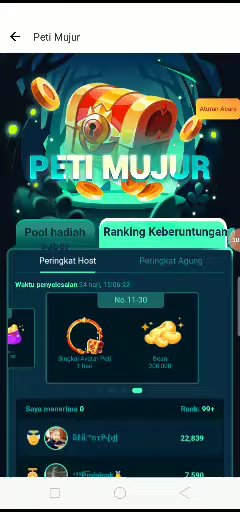 Peti Mujur
Aturan Acara
PETI MUJUR
Pool hadiah
Ranking Keberuntungan
Peringkat Host
Peringkat Agung
Waktu penyelesaian 24 hari, 15:06:22
No.11-30
Bingkai Avatar Peti
1 hari
Bean
200.000
Saya menerima 0
Rank: 99+
22,839
7,590